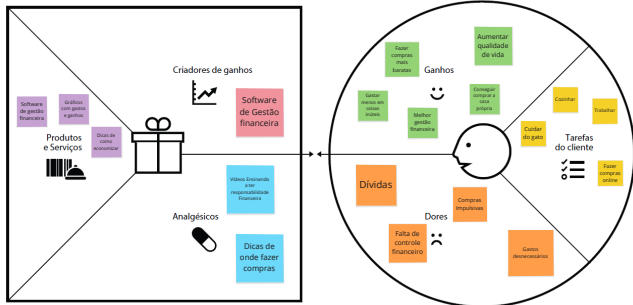 Criadores de ganhos
Software
de Gestão
financeira
Software
de gestão
financeira
Gráficos
com gastos
e ganhos
Dicas de
como
economizar
Produtos
e Serviços
Vídeos Ensinando
a ter
responsabilidade
Financeira
Analgésicos
Dicas de
onde fazer
compras
Fazer
compras
mais
baratas
Aumentar
qualidade
de vida
Ganhos
Gastar
menos em
coisas
inúteis
Melhor
gestão
financeira
Conseguir
comprar a
casa
própria
Cozinhar
Trabalhar
Cuidar
do gato
Tarefas
do cliente
Fazer
compras
online
Dívidas
Compras
Impulsivas
Dores
Falta de
controle
financeiro
Gastos
desnecessários